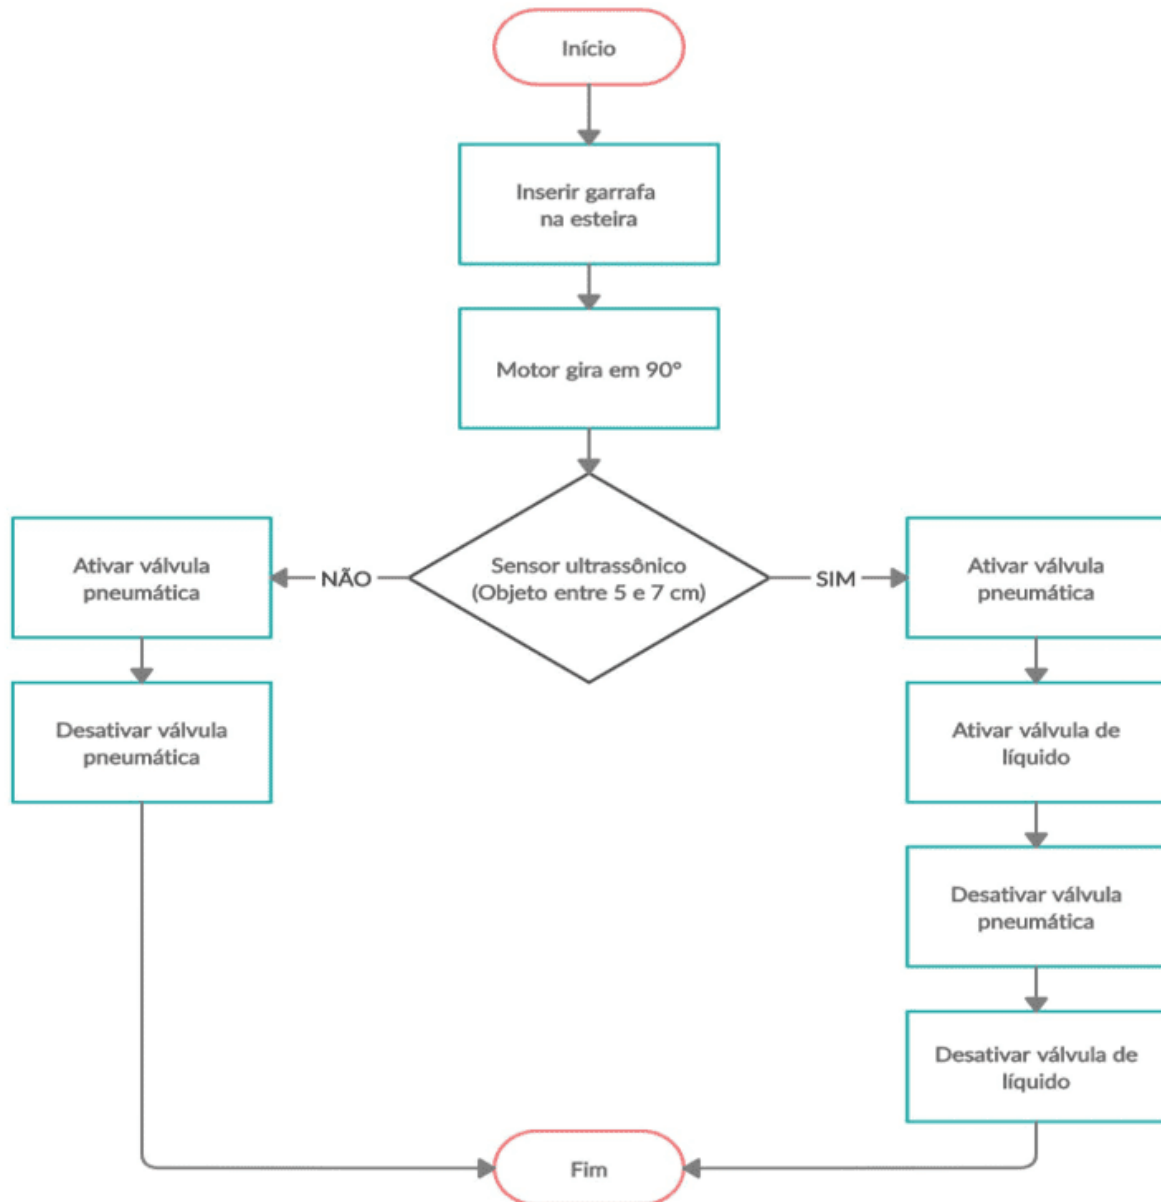 Início
Inserir garrafa
na esteira
Motor gira em 90°
Sensor ultrassônico
(Objeto entre 5 e 7 cm)
NÃO
Ativar válvula
pneumática
Desativar válvula
pneumática
SIM
Ativar válvula
pneumática
Ativar válvula de
líquido
Desativar válvula
pneumática
Desativar válvula de
líquido
Fim